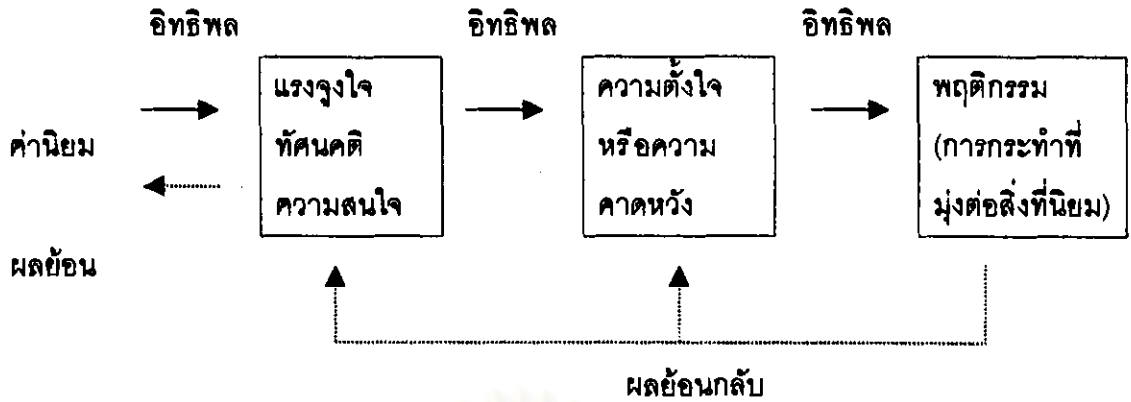 อิทธิพล อิทธิพล อิทธิพล
แรงจูงใจ
ทัศนคติ
ความสนใจ
ความตั้งใจ
หรือความ
คาดหวัง
พฤติกรรม
(การกระทำที่
มุ่งต่อสิ่งที่นิยม)
ค่านิยม
ผลย้อน
ผลย้อนกลับ